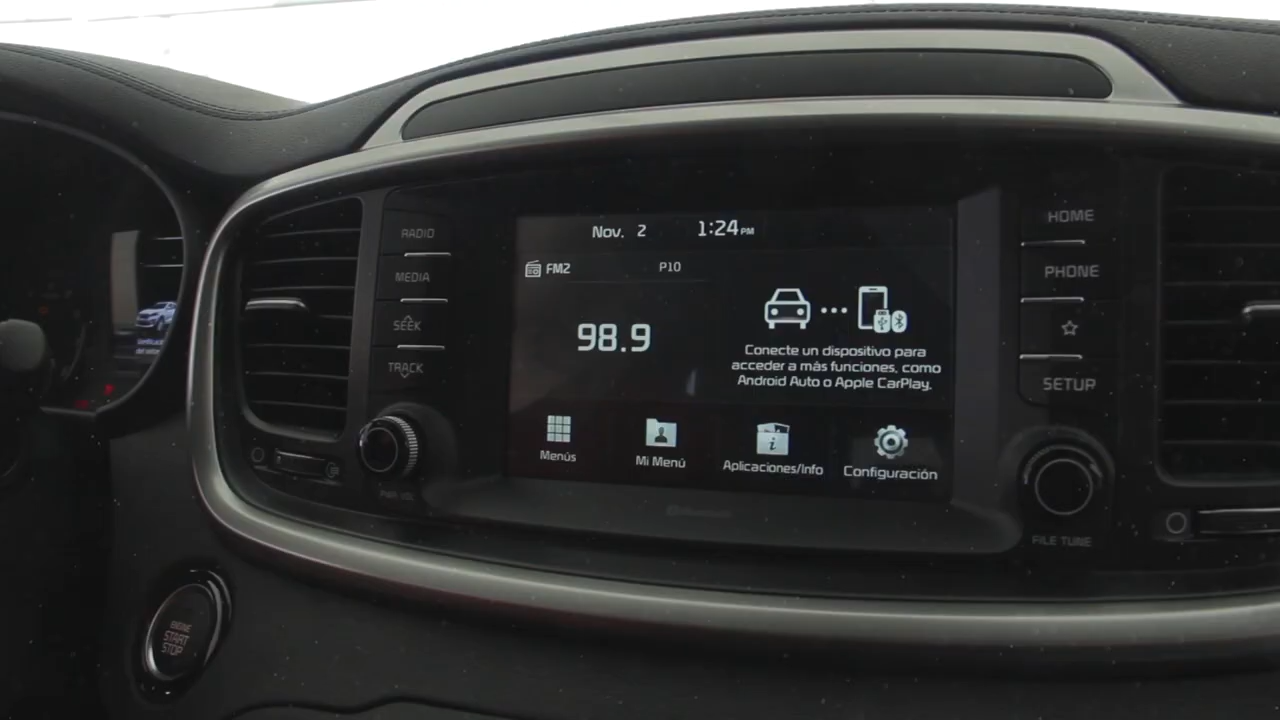 RADIO
MEDIA
SEEK
TRACK
Nov. 2 1:24 PM
FM2 P10
98.9
Conecte un dispositivo para
acceder a más funciones, como
Android Auto o Apple CarPlay.
Menús
Mi Menú
Aplicaciones/Info
Configuración
HOME
PHONE
SETUP
PWR VOL
FILE TUNE
ENGINE
START
STOP